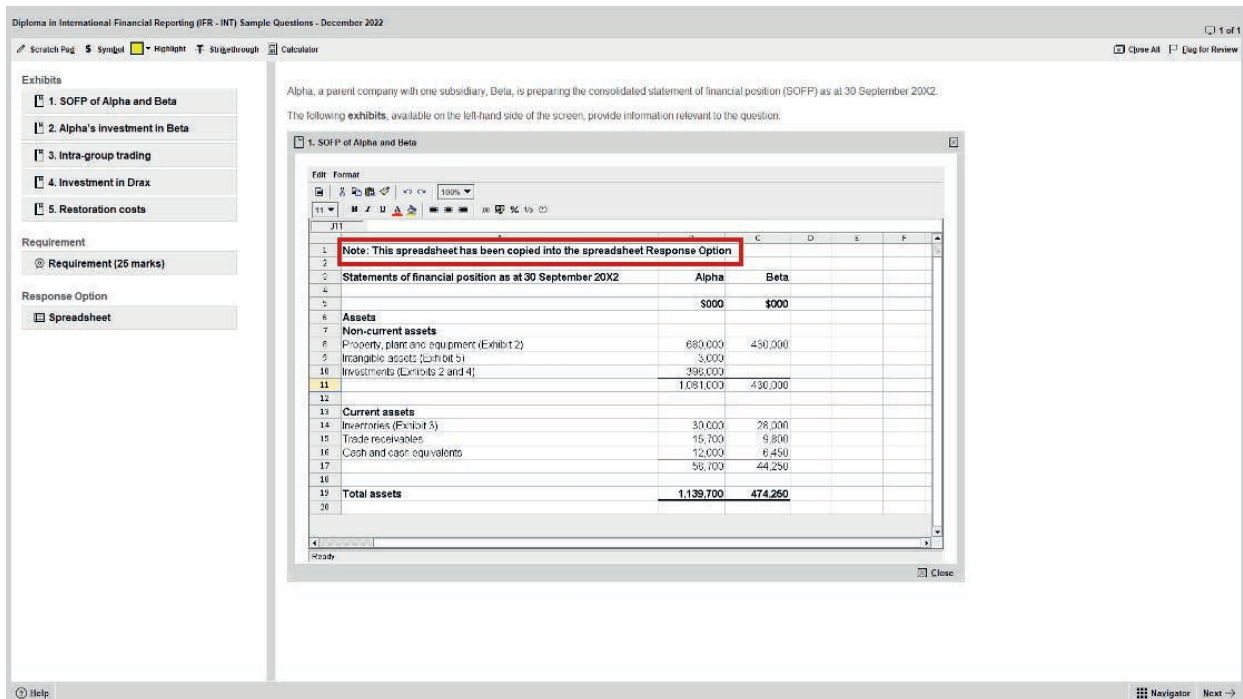 Diploma in International Financial Reporting (IFR - INT) Sample Questions - December 2022
1 of 1
Scratch Pad Symbol Highlight Strikethrough Calculator
Close All Flag for Review
Exhibits
1. SOFP of Alpha and Beta
2. Alpha's investment in Beta
3. Intra-group trading
4. Investment in Drax
5. Restoration costs
Requirement
Requirement (25 marks)
Response Option
Spreadsheet
Alpha, a parent company with one subsidiary, Beta, is preparing the consolidated statement of financial position (SOFP) as at 30 September 20X2.
The following exhibits, available on the left-hand side of the screen, provide information relevant to the question:
1. SOFP of Alpha and Beta
Edit Format
100%
11 B I U A
J11
C D E F
1 Note: This spreadsheet has been copied into the spreadsheet Response Option
2
3 Statements of financial position as at 30 September 20X2 Alpha Beta
4
5 $000 $000
6 Assets
7 Non-current assets
8 Property, plant and equipment (Exhibit 2) 680,000 430,000
9 Intangible assets (Exhibit 5) 3,000
10 Investments (Exhibits 2 and 4) 398,000
11 1,081,000 430,000
12
13 Current assets
14 Inventories (Exhibit 3) 30,000 28,000
15 Trade receivables 9,800
16 Cash and cash equivalents 12,000 6,450
17 58,700 44,250
18
19 Total assets 1,139,700 474,250
20
Ready
Close
Help
Navigator Next